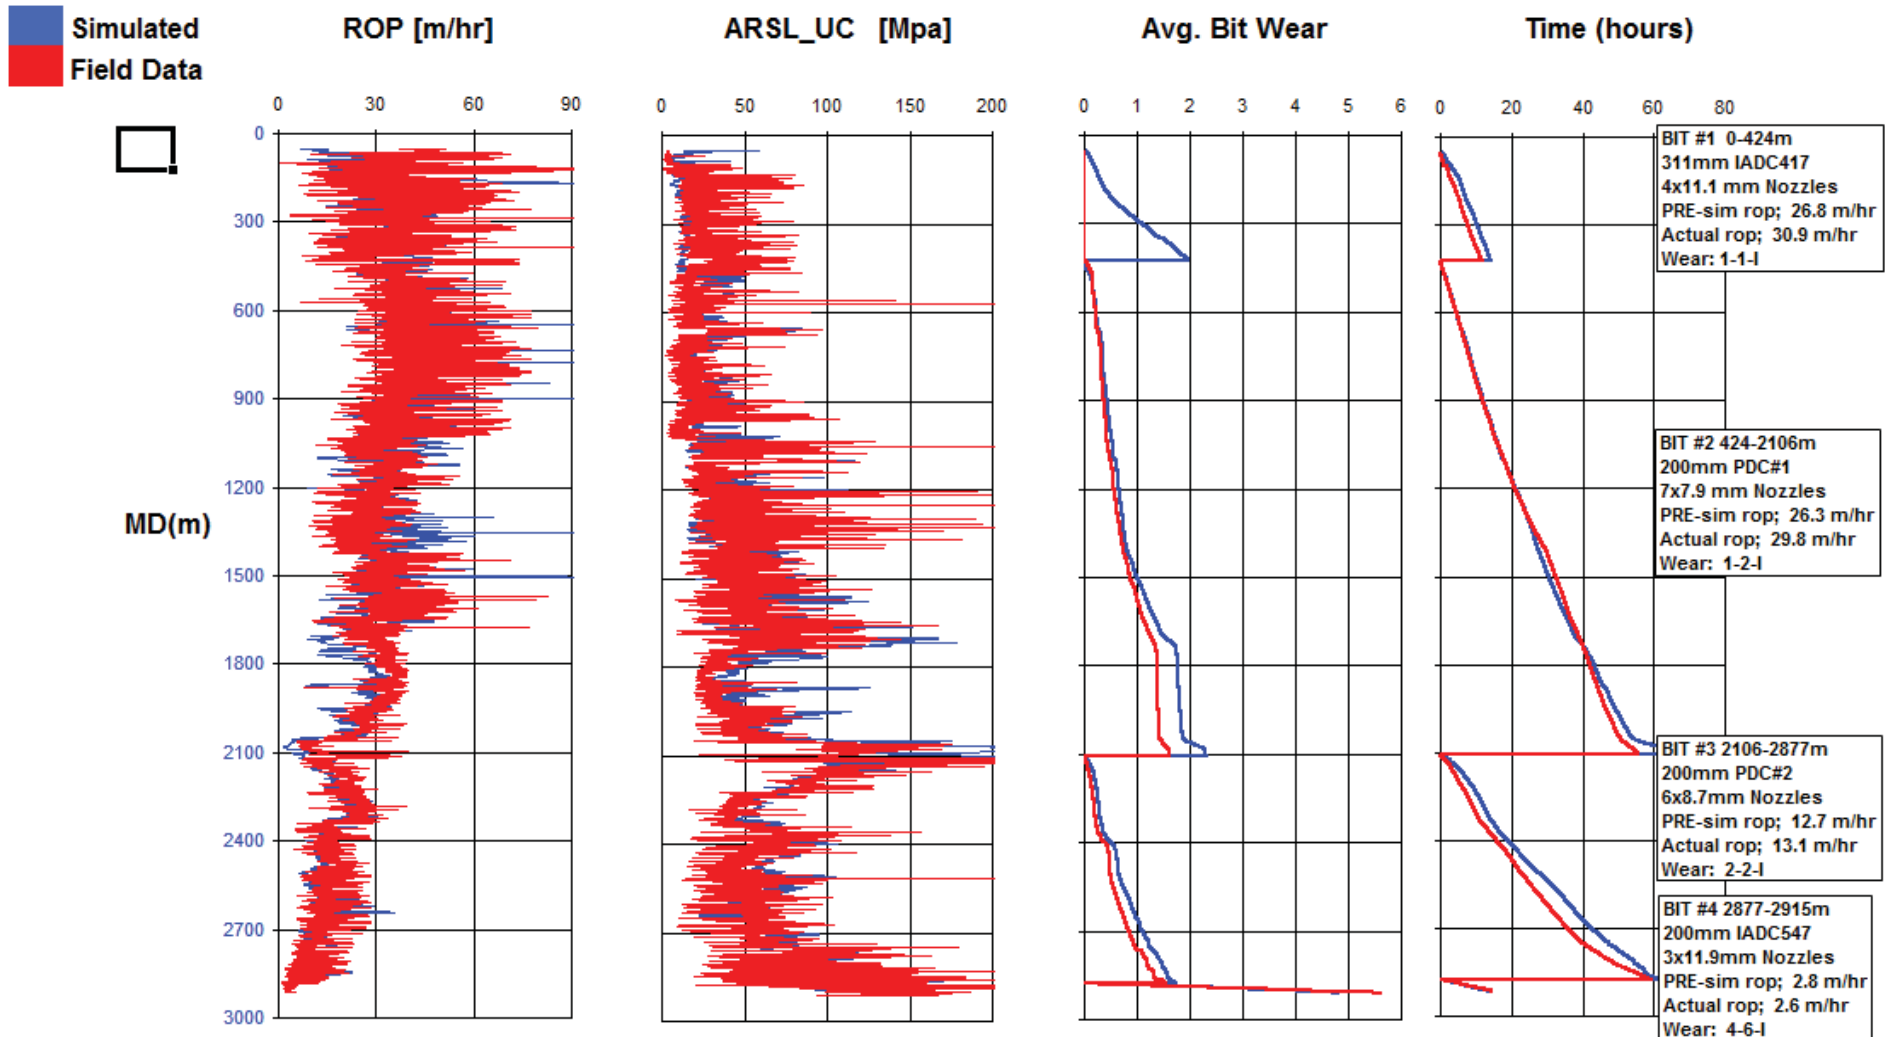 Simulated
Field Data
ROP [m/hr]
ARSL_UC [Mpa]
Avg. Bit Wear
Time (hours)
0 30 60 90
0 50 100 150 200
0 1 2 3 4 5 6
0 20 40 60 80
MD(m)
0
300
600
900
1200
1500
1800
2100
2400
2700
3000
BIT #1 0-424m
311mm IADC417
4x11.1 mm Nozzles
PRE-sim rop; 26.8 m/hr
Actual rop; 30.9 m/hr
Wear: 1-1-I
BIT #2 424-2106m
200mm PDC#1
7x7.9 mm Nozzles
PRE-sim rop; 26.3 m/hr
Actual rop; 29.8 m/hr
Wear: 1-2-I
BIT #3 2106-2877m
200mm PDC#2
6x8.7mm Nozzles
PRE-sim rop; 12.7 m/hr
Actual rop; 13.1 m/hr
Wear: 2-2-I
BIT #4 2877-2915m
200mm IADC547
3x11.9mm Nozzles
PRE-sim rop; 2.8 m/hr
Actual rop; 2.6 m/hr
Wear: 4-6-I